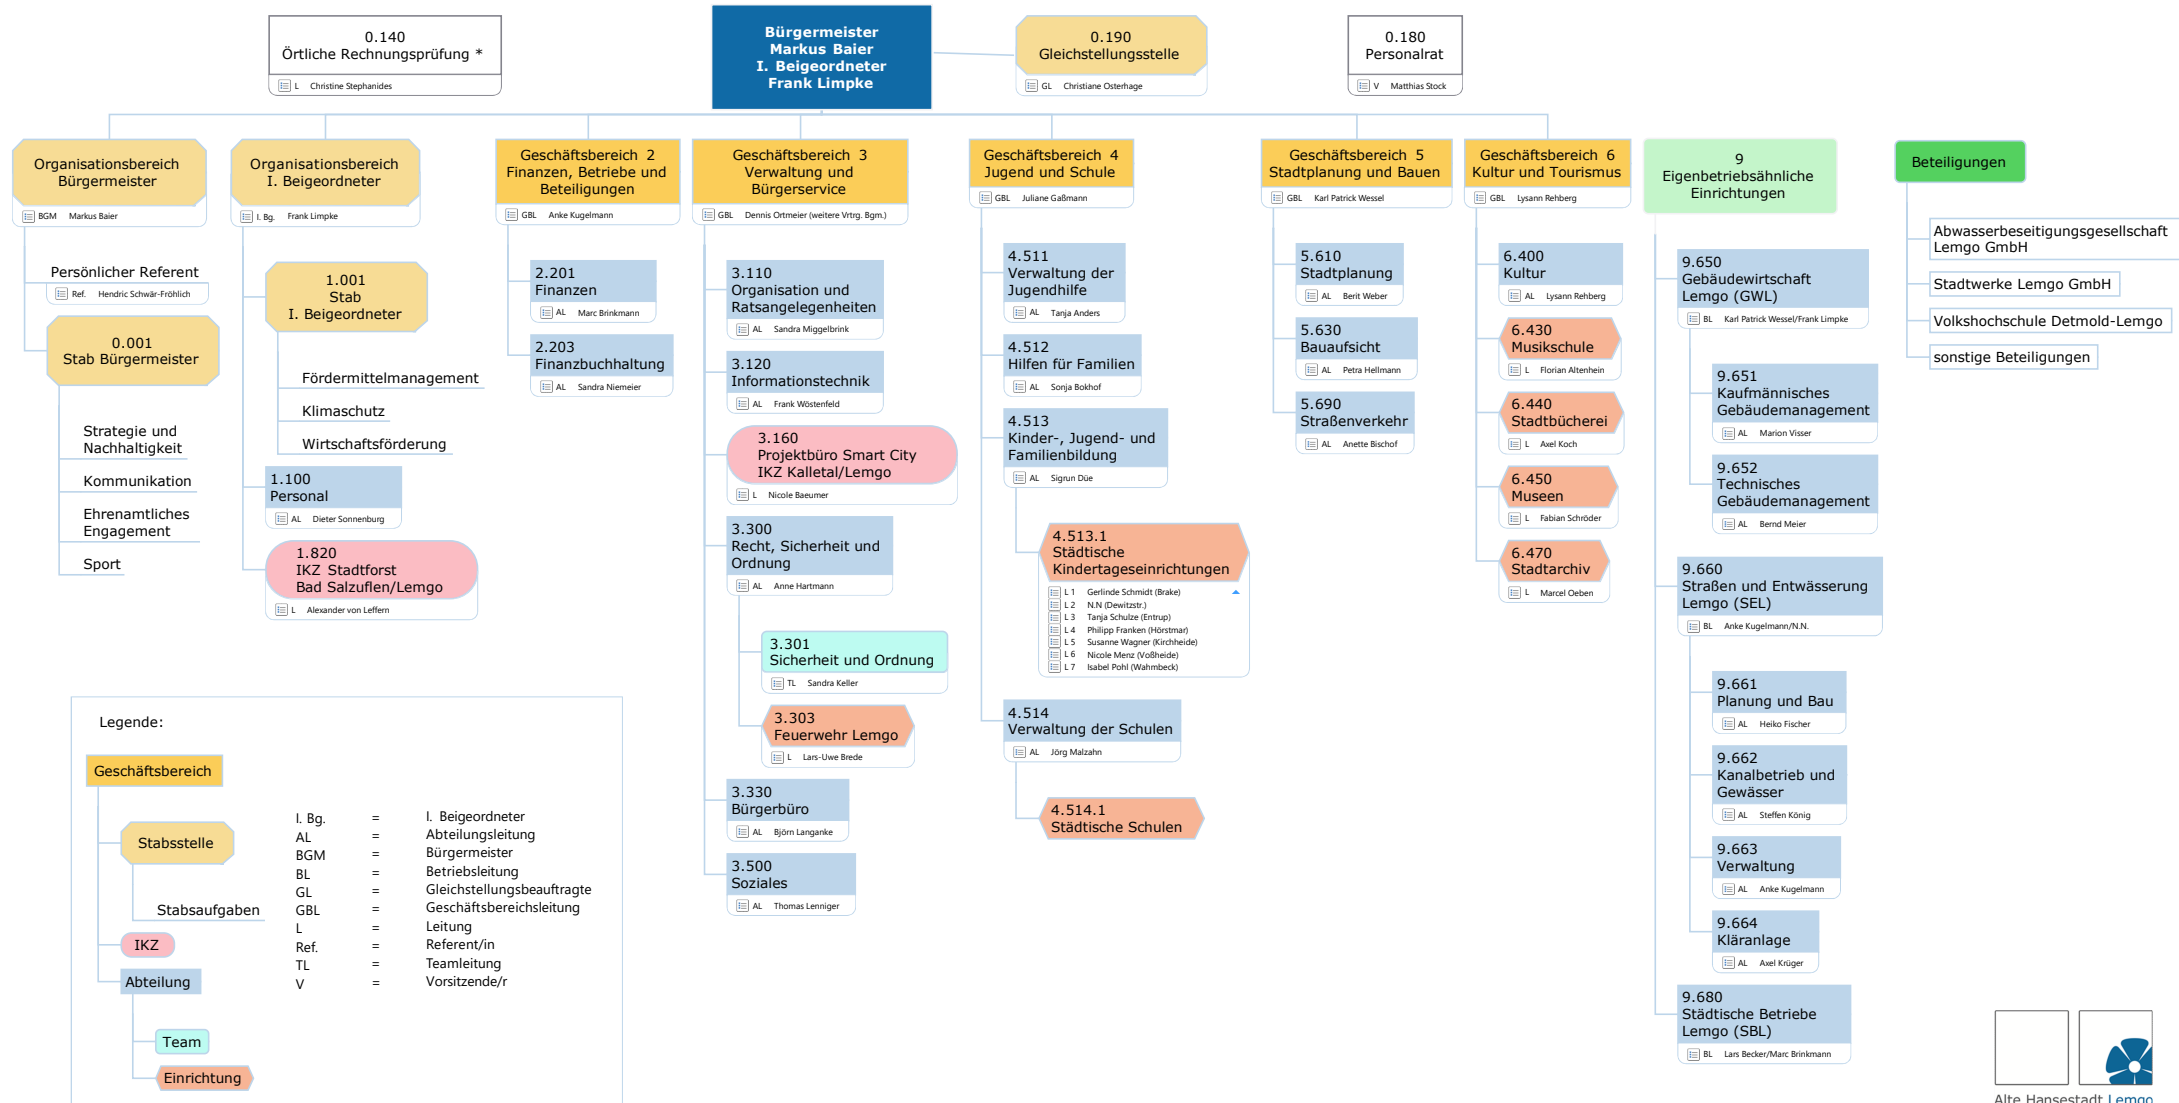 0.140
Örtliche Rechnungsprüfung *
L Christine Stephanides
Bürgermeister
Markus Baier
I. Beigeordneter
Frank Limpke
0.190
Gleichstellungsstelle
GL Christiane Osterhage
0.180
Personalrat
V Matthias Stock
Organisationsbereich
Bürgermeister
BGM Markus Baier
Persönlicher Referent
Ref. Hendric Schwär-Fröhlich
0.001
Stab Bürgermeister
Strategie und
Nachhaltigkeit
Kommunikation
Ehrenamtliches
Engagement
Sport
Organisationsbereich
I. Beigeordneter
I. Bg. Frank Limpke
1.001
Stab
I. Beigeordneter
Fördermittelmanagement
Klimaschutz
Wirtschaftsförderung
1.100
Personal
AL Dieter Sonnenburg
1.820
IKZ Stadtforst
Bad Salzuflen/Lemgo
L Alexander von Leffern
Geschäftsbereich 2
Finanzen, Betriebe und
Beteiligungen
GBL Anke Kugelmann
2.201
Finanzen
AL Marc Brinkmann
2.203
Finanzbuchhaltung
AL Sandra Niemeier
Geschäftsbereich 3
Verwaltung und
Bürgerservice
GBL Dennis Ortmeier (weitere Vrtrg. Bgm.)
3.110
Organisation und
Ratsangelegenheiten
AL Sandra Miggelbrink
3.120
Informationstechnik
AL Frank Wöstenfeld
3.160
Projektbüro Smart City
IKZ Kalletal/Lemgo
L Nicole Baeumer
3.300
Recht, Sicherheit und
Ordnung
AL Anne Hartmann
3.301
Sicherheit und Ordnung
TL Sandra Keller
3.303
Feuerwehr Lemgo
L Lars-Uwe Brede
3.330
Bürgerbüro
AL Björn Langanke
3.500
Soziales
AL Thomas Lenniger
Geschäftsbereich 4
Jugend und Schule
GBL Juliane Gaßmann
4.511
Verwaltung der
Jugendhilfe
AL Tanja Anders
4.512
Hilfen für Familien
AL Sonja Bokhof
4.513
Kinder-, Jugend- und
Familienbildung
AL Sigrun Düe
4.513.1
Städtische
Kindertageseinrichtungen
L 1 Gerlinde Schmidt (Brake)
L 2 N.N (Dewitzstr.)
L 3 Tanja Schulze (Entrup)
L 4 Philipp Franken (Hörstmar)
L 5 Susanne Wagner (Kirchheide)
L 6 Nicole Menz (Voßheide)
L 7 Isabel Pohl (Wahmbeck)
4.514
Verwaltung der Schulen
AL Jörg Malzahn
4.514.1
Städtische Schulen
Geschäftsbereich 5
Stadtplanung und Bauen
GBL Karl Patrick Wessel
5.610
Stadtplanung
AL Berit Weber
5.630
Bauaufsicht
AL Petra Hellmann
5.690
Straßenverkehr
AL Anette Bischof
Geschäftsbereich 6
Kultur und Tourismus
GBL Lysann Rehberg
6.400
Kultur
AL Lysann Rehberg
6.430
Musikschule
L Florian Altenhein
6.440
Stadtbücherei
L Axel Koch
6.450
Museen
L Fabian Schröder
6.470
Stadtarchiv
L Marcel Oeben
9
Eigenbetriebsähnliche
Einrichtungen
9.650
Gebäudewirtschaft
Lemgo (GWL)
BL Karl Patrick Wessel/Frank Limpke
9.651
Kaufmännisches
Gebäudemanagement
AL Marion Visser
9.652
Technisches
Gebäudemanagement
AL Bernd Meier
9.660
Straßen und Entwässerung
Lemgo (SEL)
BL Anke Kugelmann/N.N.
9.661
Planung und Bau
AL Heiko Fischer
9.662
Kanalbetrieb und
Gewässer
AL Steffen König
9.663
Verwaltung
AL Anke Kugelmann
9.664
Kläranlage
AL Axel Krüger
9.680
Städtische Betriebe
Lemgo (SBL)
BL Lars Becker/Marc Brinkmann
Beteiligungen
Abwasserbeseitigungsgesellschaft
Lemgo GmbH
Stadtwerke Lemgo GmbH
Volkshochschule Detmold-Lemgo
sonstige Beteiligungen
Legende:
Geschäftsbereich
Stabsstelle
Stabsaufgaben
IKZ
Abteilung
Team
Einrichtung
I. Bg. = I. Beigeordneter
AL = Abteilungsleitung
BGM = Bürgermeister
BL = Betriebsleitung
GL = Gleichstellungsbeauftragte
GBL = Geschäftsbereichsleitung
L = Leitung
Ref. = Referent/in
TL = Teamleitung
V = Vorsitzende/r
Alte Hansestadt Lemgo